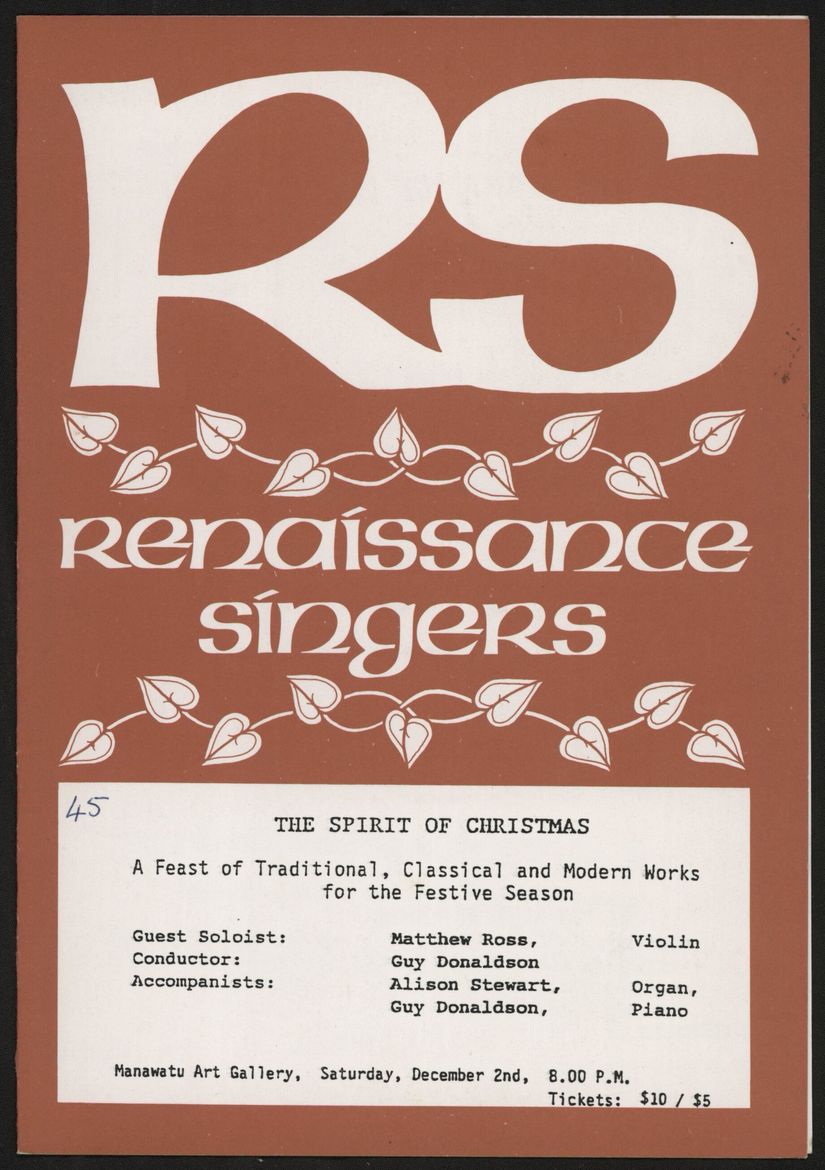 RS
Renaissance
singers
45
THE SPIRIT OF CHRISTMAS
A Feast of Traditional, Classical and Modern Works
for the Festive Season
Guest Soloist: Matthew Ross, Violin
Conductor: Guy Donaldson
Accompanists: Alison Stewart, Organ,
Guy Donaldson, Piano
Manawatu Art Gallery, Saturday, December 2nd, 8.00 P.M.
Tickets: $10 / $5